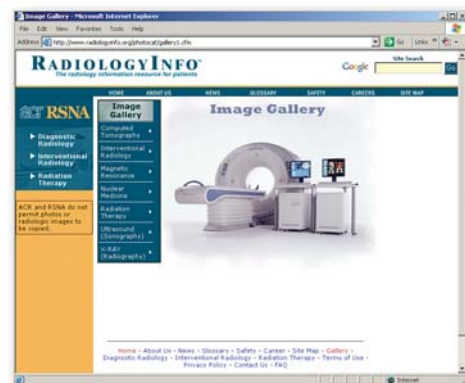 Image Gallery - Microsoft Internet Explorer
File Edit View Favorites Tools Help
Address http://www.radiologyinfo.org/photocat/gallery1.cfm Go Links
RADIOLOGYINFO
The radiology information resource for patients
Google
Site Search
Go
HOME ABOUT US NEWS GLOSSARY SAFETY CAREERS SITE MAP
acr RSNA
Diagnostic
Radiology
Interventional
Radiology
Radiation
Therapy
ACR and RSNA do not
permit photos or
radiologic images to
be copied.
Image
Gallery
Computed
Tomography
Interventional
Radiology
Magnetic
Resonance
Nuclear
Medicine
Radiation
Therapy
Ultrasound
(Sonography)
X-RAY
(Radiography)
Image Gallery
Home - About Us - News - Glossary - Safety - Career - Site Map - Gallery -
Diagnostic Radiology - Interventional Radiology - Radiation Therapy - Terms of Use -
Privacy Policy - Contact Us - FAQ
Internet